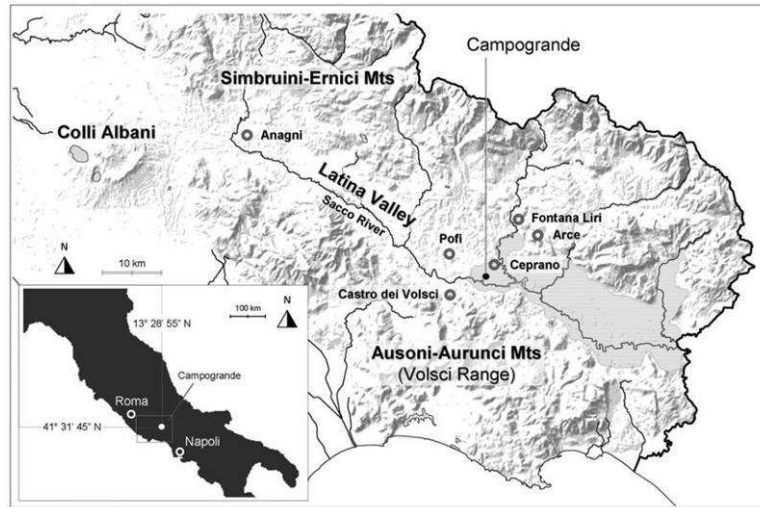 Campogrande
Simbruini-Ernici Mts
Colli Albani
Anagni
Latina Valley
Sacco River
Fontana Liri
Arce
Pofi
Ceprano
N
10 km
Castro dei Volsci
Ausoni-Aurunci Mts
(Volsci Range)
100 km
N
13° 28' 55" N
Campogrande
Roma
41° 31' 45" N
Napoli